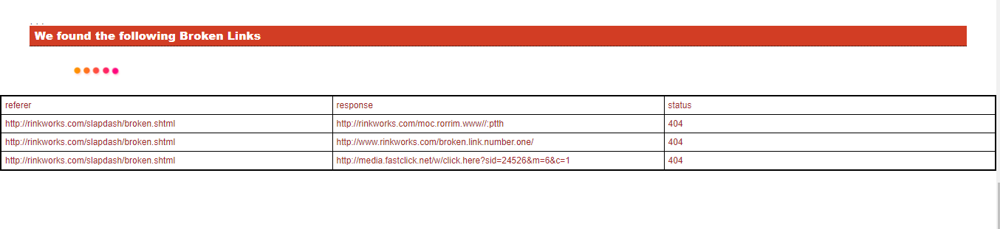 We found the following Broken Links
referer response status
http://rinkworks.com/slapdash/broken.shtml http://rinkworks.com/moc.rorrim.www//:ptth 404
http://rinkworks.com/slapdash/broken.shtml http://www.rinkworks.com/broken.link.number.one/ 404
http://rinkworks.com/slapdash/broken.shtml http://media.fastclick.net/w/click.here?sid=24526&m=6&c=1 404